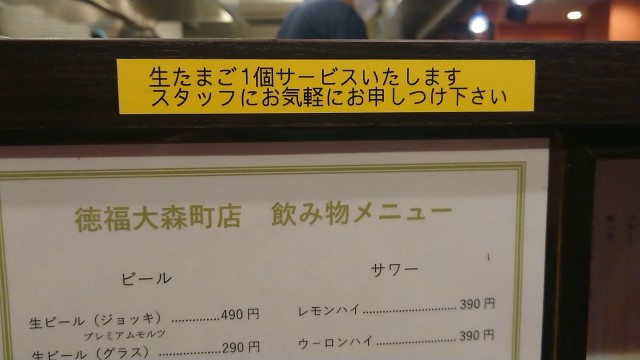 生たまご1個サービスいたします
スタッフにお気軽にお申しつけ下さい
徳福大森町店 飲み物メニュー
ビール
サワー
生ビール（ジョッキ）..............490円
プレミアムモルツ
生ビール（グラス）..................290円
レモンハイ............................390円
ウーロンハイ........................390円